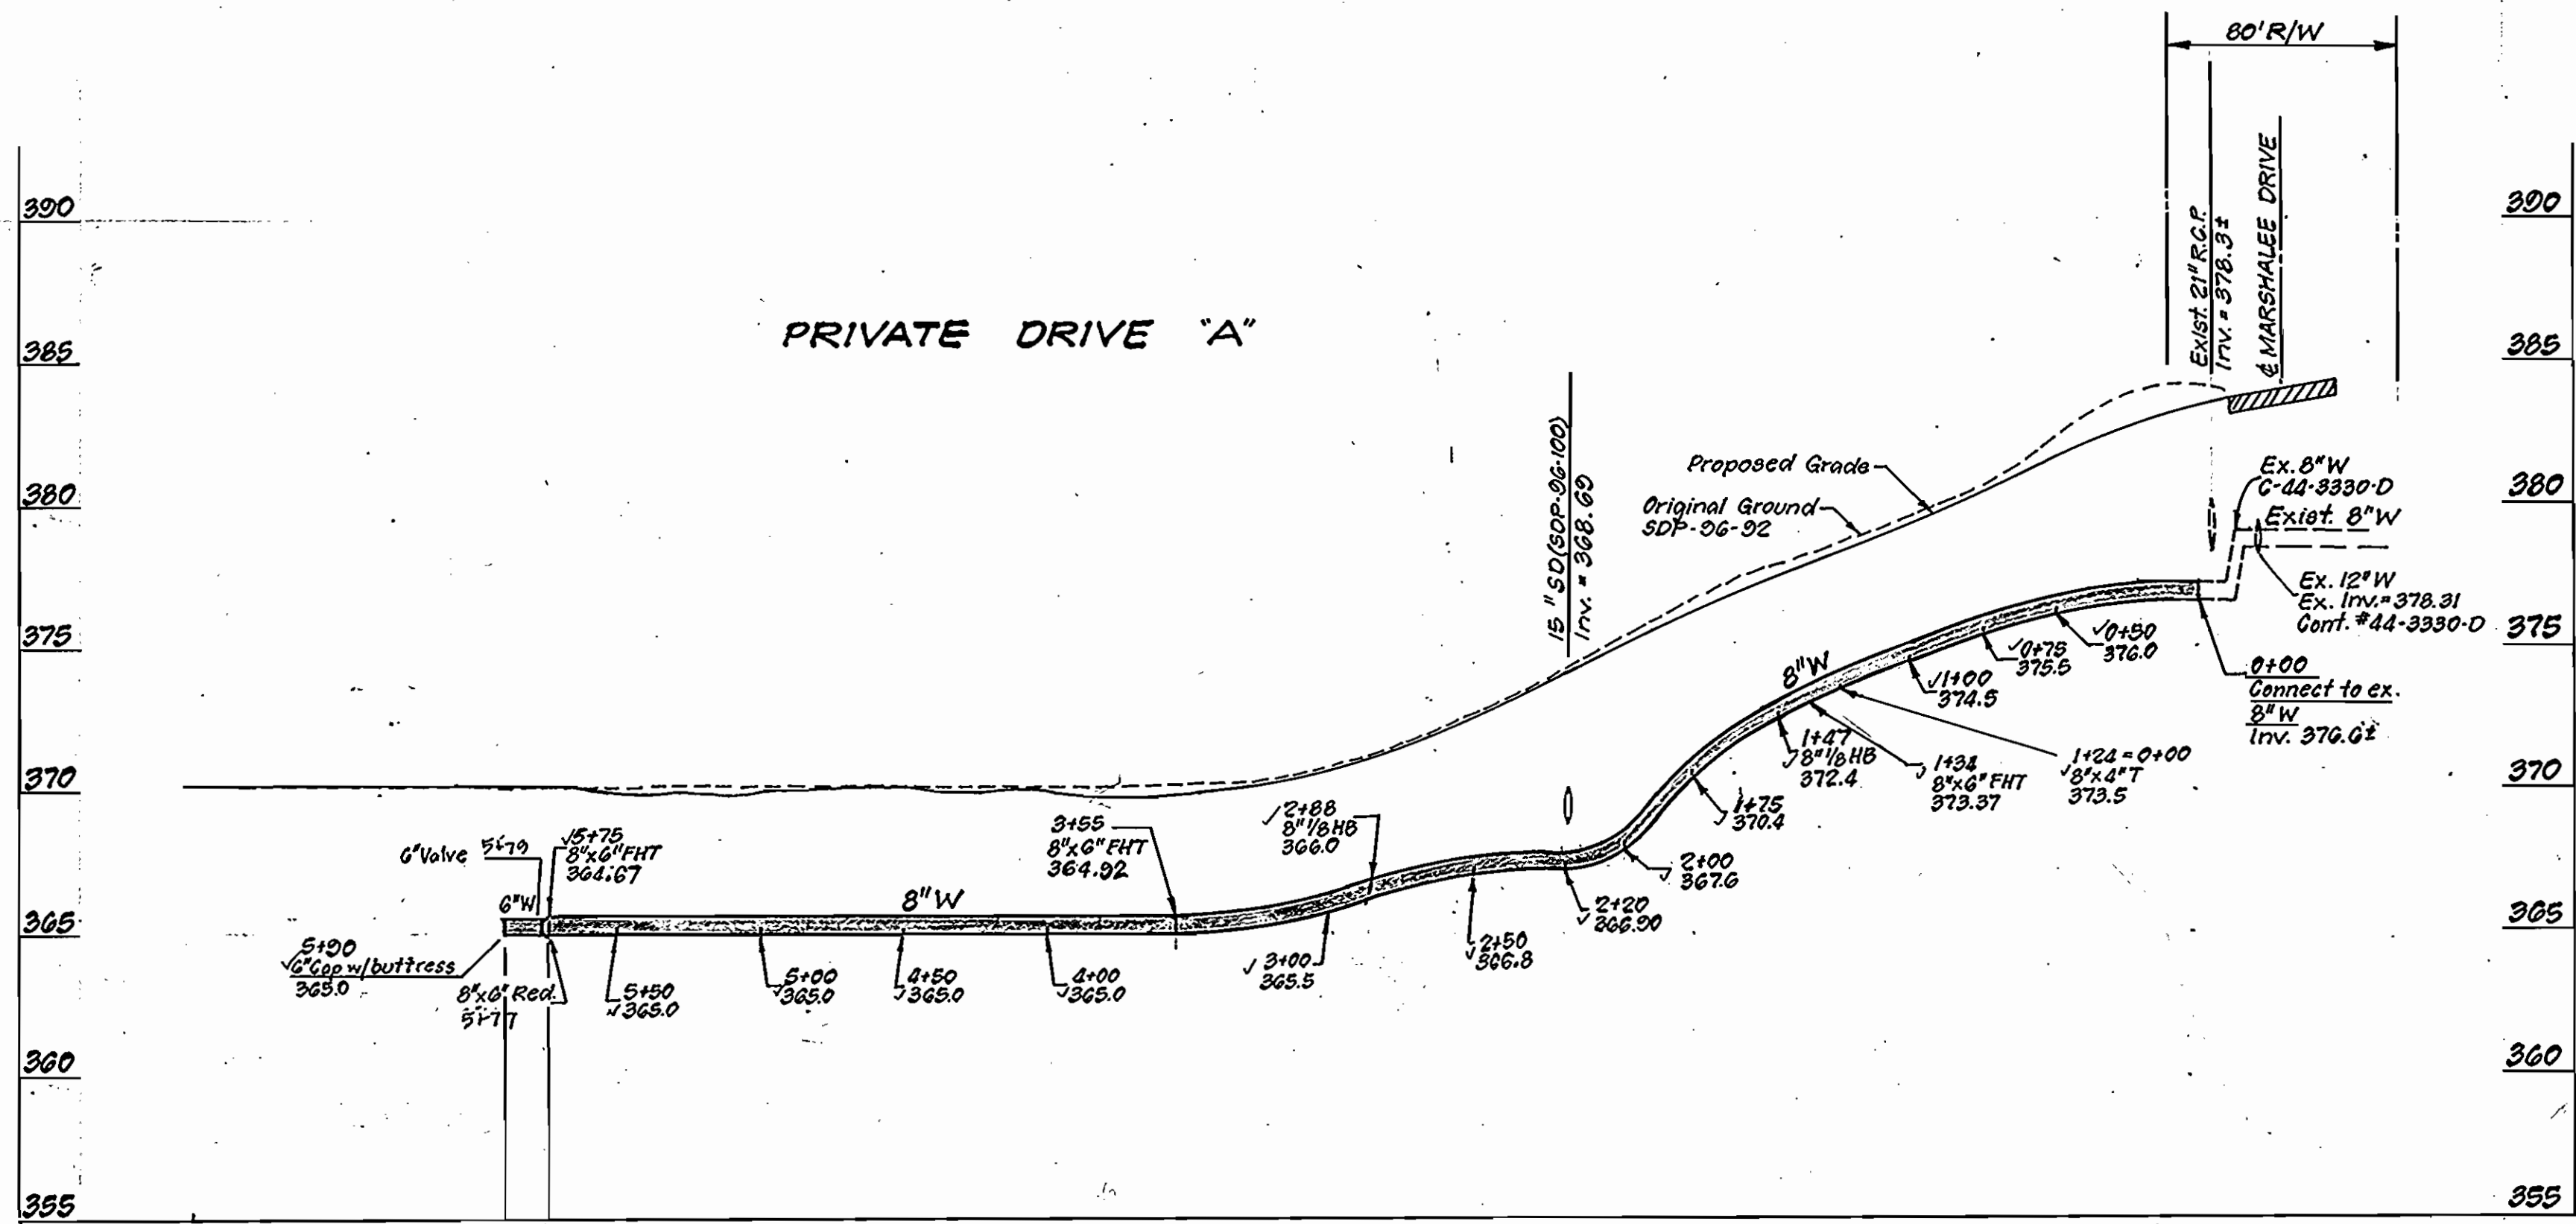 80' R/W
Exist. 21" R.C.P.
Inv. = 378.3±
℄ MARSHALEE DRIVE
390
390
PRIVATE DRIVE "A"
385
385
15" SD (SDP-96-100)
Inv. = 368.69
Proposed Grade
Original Ground
SDP-96-92
Ex. 8" W
C-44-3330-D
Exist. 8" W
380
380
Ex. 12" W
Ex. Inv. = 378.31
Cont. #44-3330-D
375
375
8" W
√0+50
376.0
√0+75
375.5
√1+00
374.5
0+00
Connect to ex.
8" W
Inv. 376.6±
1+47
√8" 1/8 HB
372.4
√1+34
8"x6" FHT
373.37
1+24 = 0+00
√8"x4" T
373.5
370
370
√1+75
370.4
√2+00
367.6
√2+20
366.90
√2+50
366.8
√2+88
8" 1/8 HB
366.0
√3+00
365.5
3+55
8"x6" FHT
364.92
6" Valve 5+79
√5+75
8"x6" FHT
364.67
6" W
8" W
365
365
5+90
√6" Cap w/buttress
365.0
8"x6" Red.
5+77
5+50
√365.0
5+00
√365.0
4+50
√365.0
4+00
√365.0
360
360
355
355